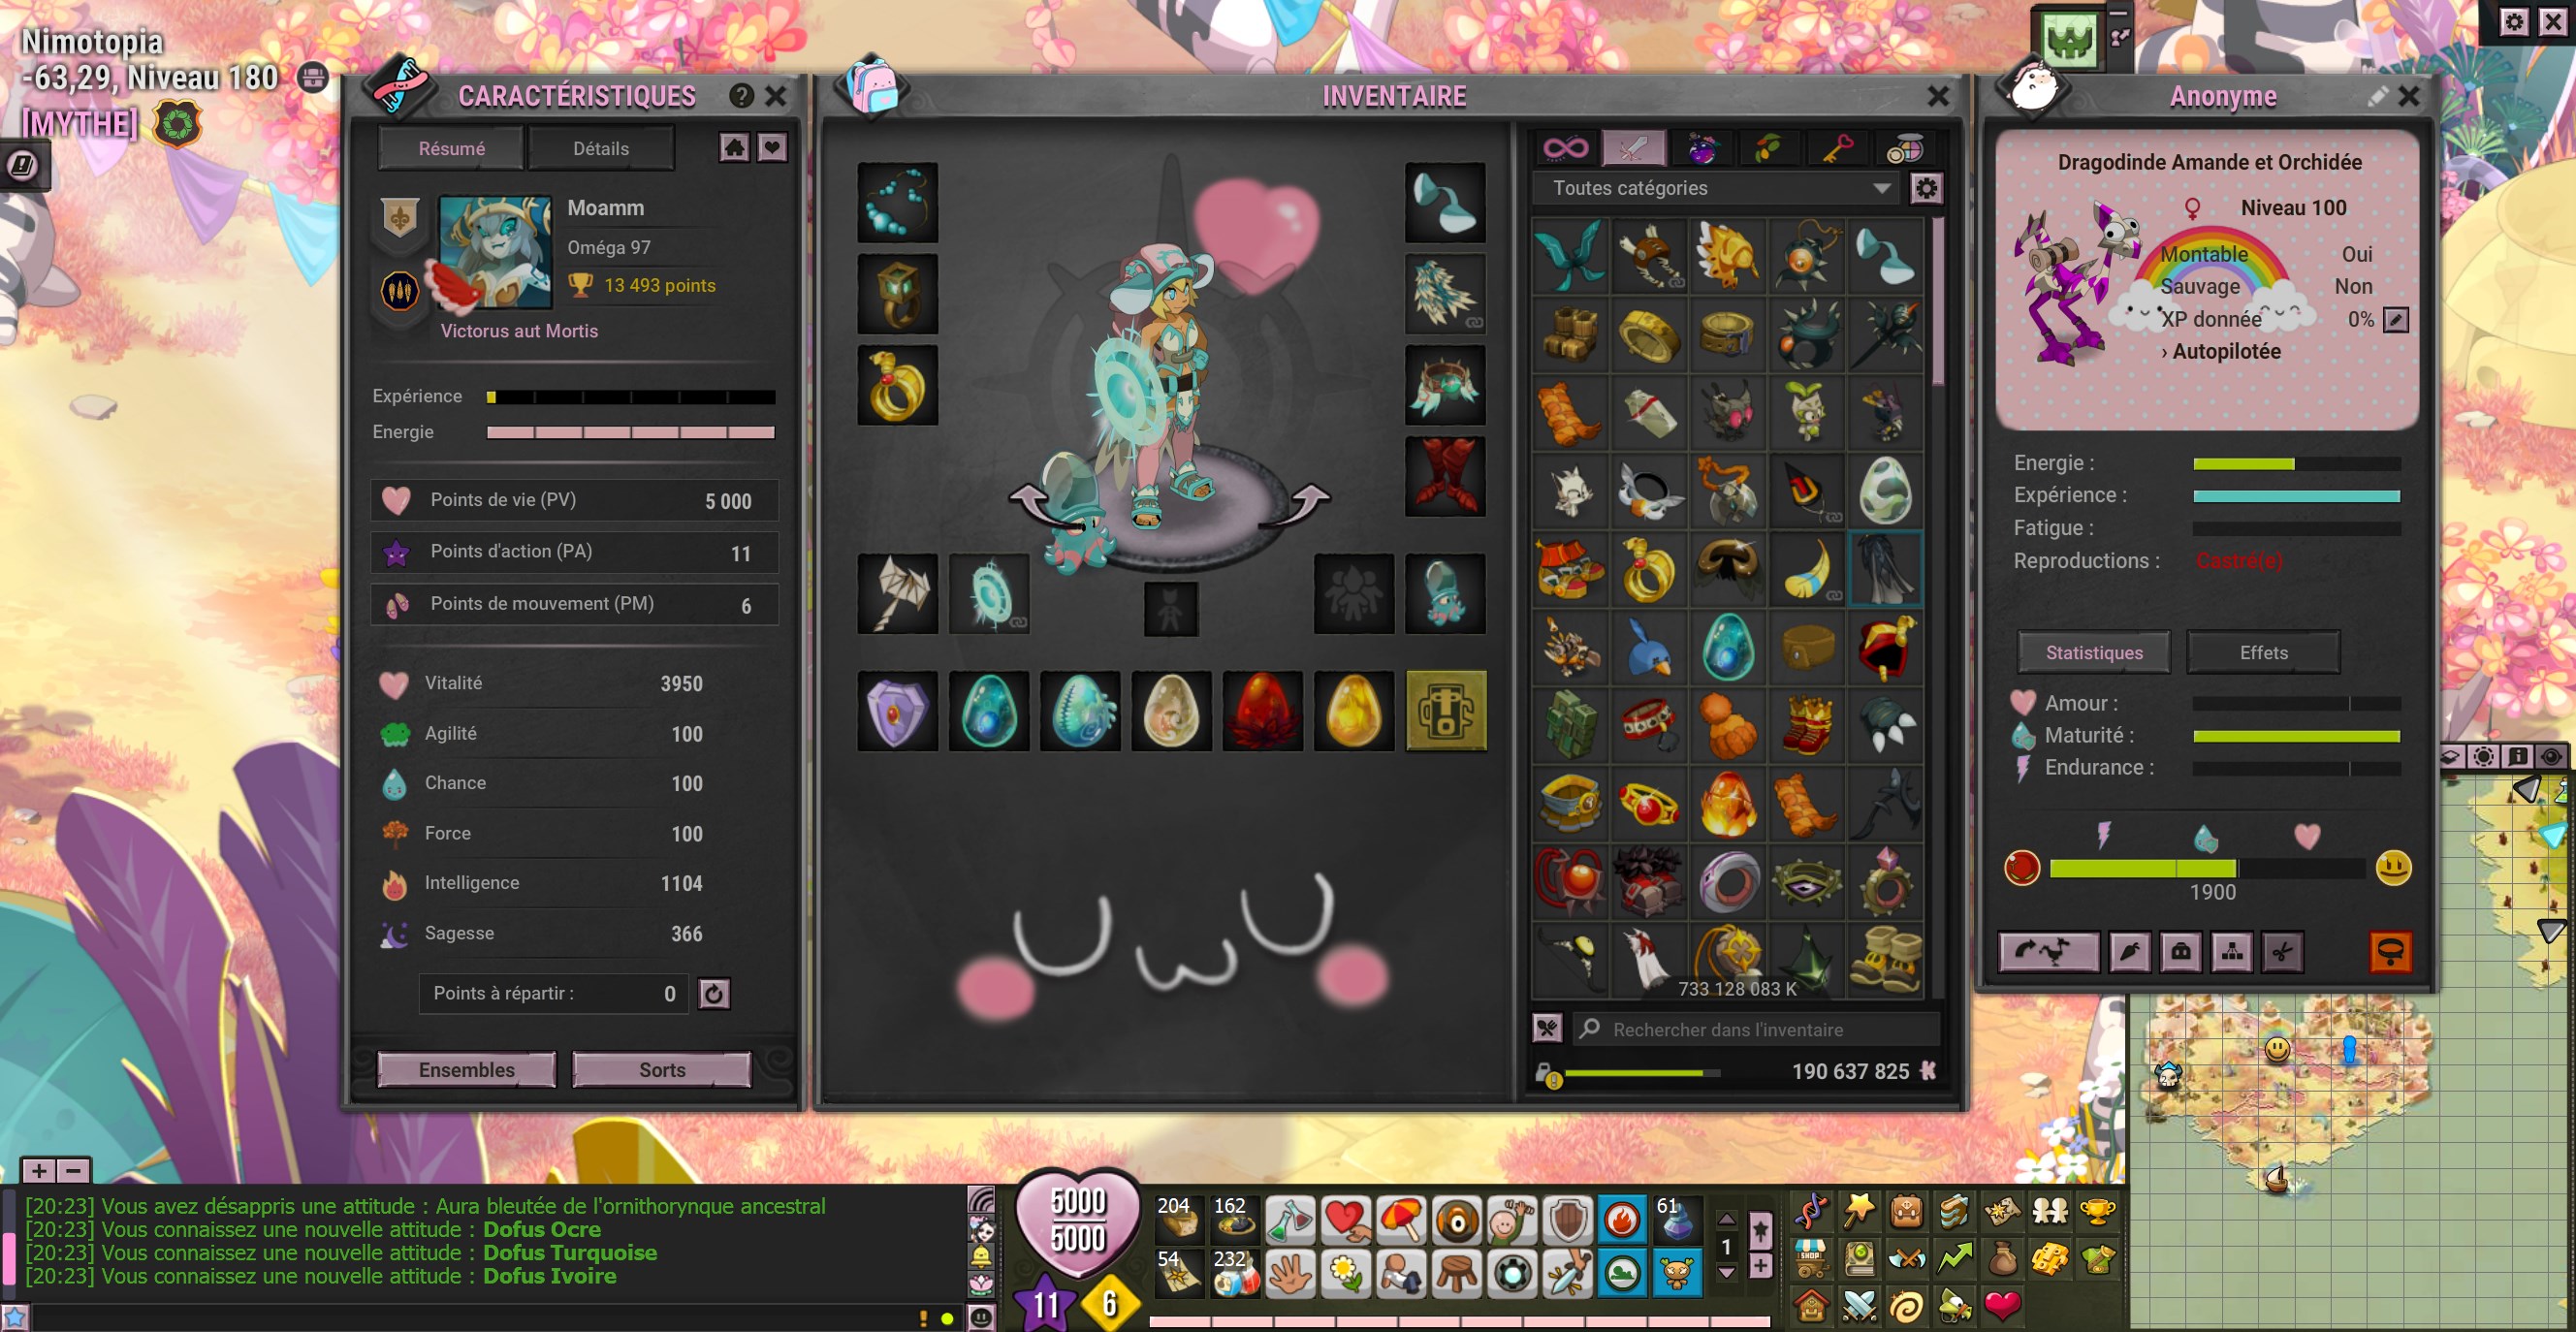 Nimotopia
-63,29, Niveau 180
[MYTHE]
CARACTÉRISTIQUES
Résumé
Détails
Moamm
Oméga 97
13 493 points
Victorus aut Mortis
Expérience
Energie
Points de vie (PV) 5 000
Points d'action (PA) 11
Points de mouvement (PM) 6
Vitalité 3950
Agilité 100
Chance 100
Force 100
Intelligence 1104
Sagesse 366
Points à répartir : 0
Ensembles
Sorts
INVENTAIRE
Toutes catégories
733 128 083 K
Rechercher dans l'inventaire
190 637 825
Anonyme
Dragodinde Amande et Orchidée
Niveau 100
Montable Oui
Sauvage Non
XP donnée 0%
› Autopilotée
Energie :
Expérience :
Fatigue :
Reproductions : Castré(e)
Statistiques
Effets
Amour :
Maturité :
Endurance :
1900
[20:23] Vous avez désappris une attitude : Aura bleutée de l'ornithorynque ancestral
[20:23] Vous connaissez une nouvelle attitude : Dofus Ocre
[20:23] Vous connaissez une nouvelle attitude : Dofus Turquoise
[20:23] Vous connaissez une nouvelle attitude : Dofus Ivoire
5000
5000
11
6
204
162
61
54
232
1
SHOP